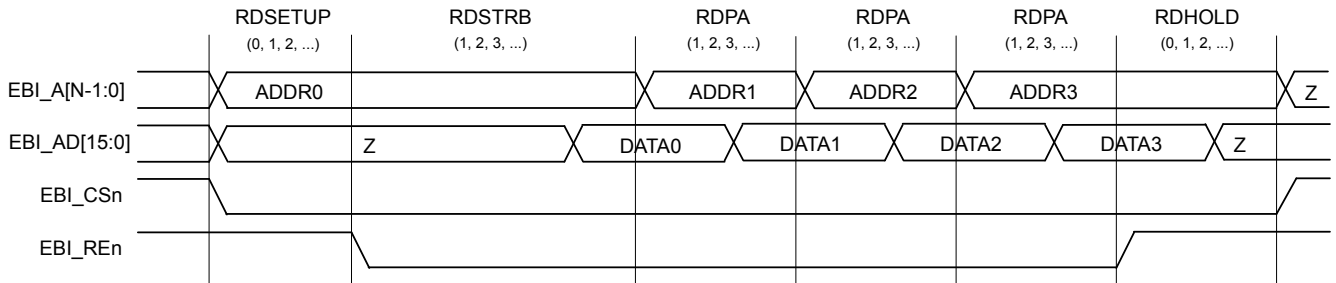 RDSETUP RDSTRB RDPA RDPA RDPA RDHOLD
(0, 1, 2, ...) (1, 2, 3, ...) (1, 2, 3, ...) (1, 2, 3, ...) (1, 2, 3, ...) (0, 1, 2, ...)
EBI_A[N-1:0] ADDR0 ADDR1 ADDR2 ADDR3 Z
EBI_AD[15:0] Z DATA0 DATA1 DATA2 DATA3 Z
EBI_CSn
EBI_REn